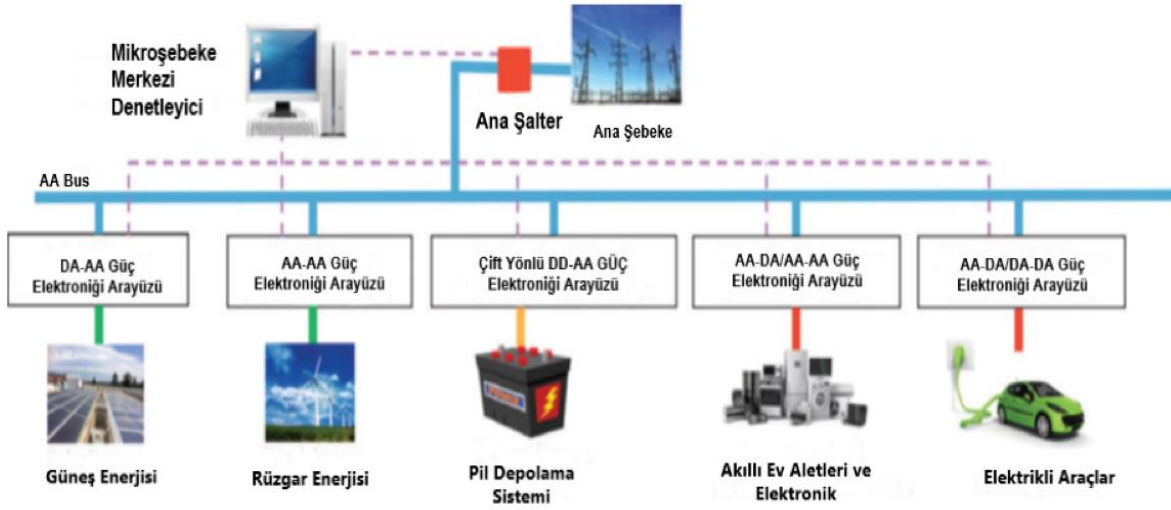 Mikroşebeke
Merkezi
Denetleyici
Ana Şalter
Ana Şebeke
AA Bus
DA-AA Güç
Elektroniği Arayüzü
AA-AA Güç
Elektroniği Arayüzü
Çift Yönlü DD-AA GÜÇ
Elektroniği Arayüzü
AA-DA/AA-AA Güç
Elektroniği Arayüzü
AA-DA/DA-DA Güç
Elektroniği Arayüzü
Güneş Enerjisi
Rüzgar Enerjisi
Pil Depolama
Sistemi
Akıllı Ev Aletleri ve
Elektronik
Elektrikli Araçlar